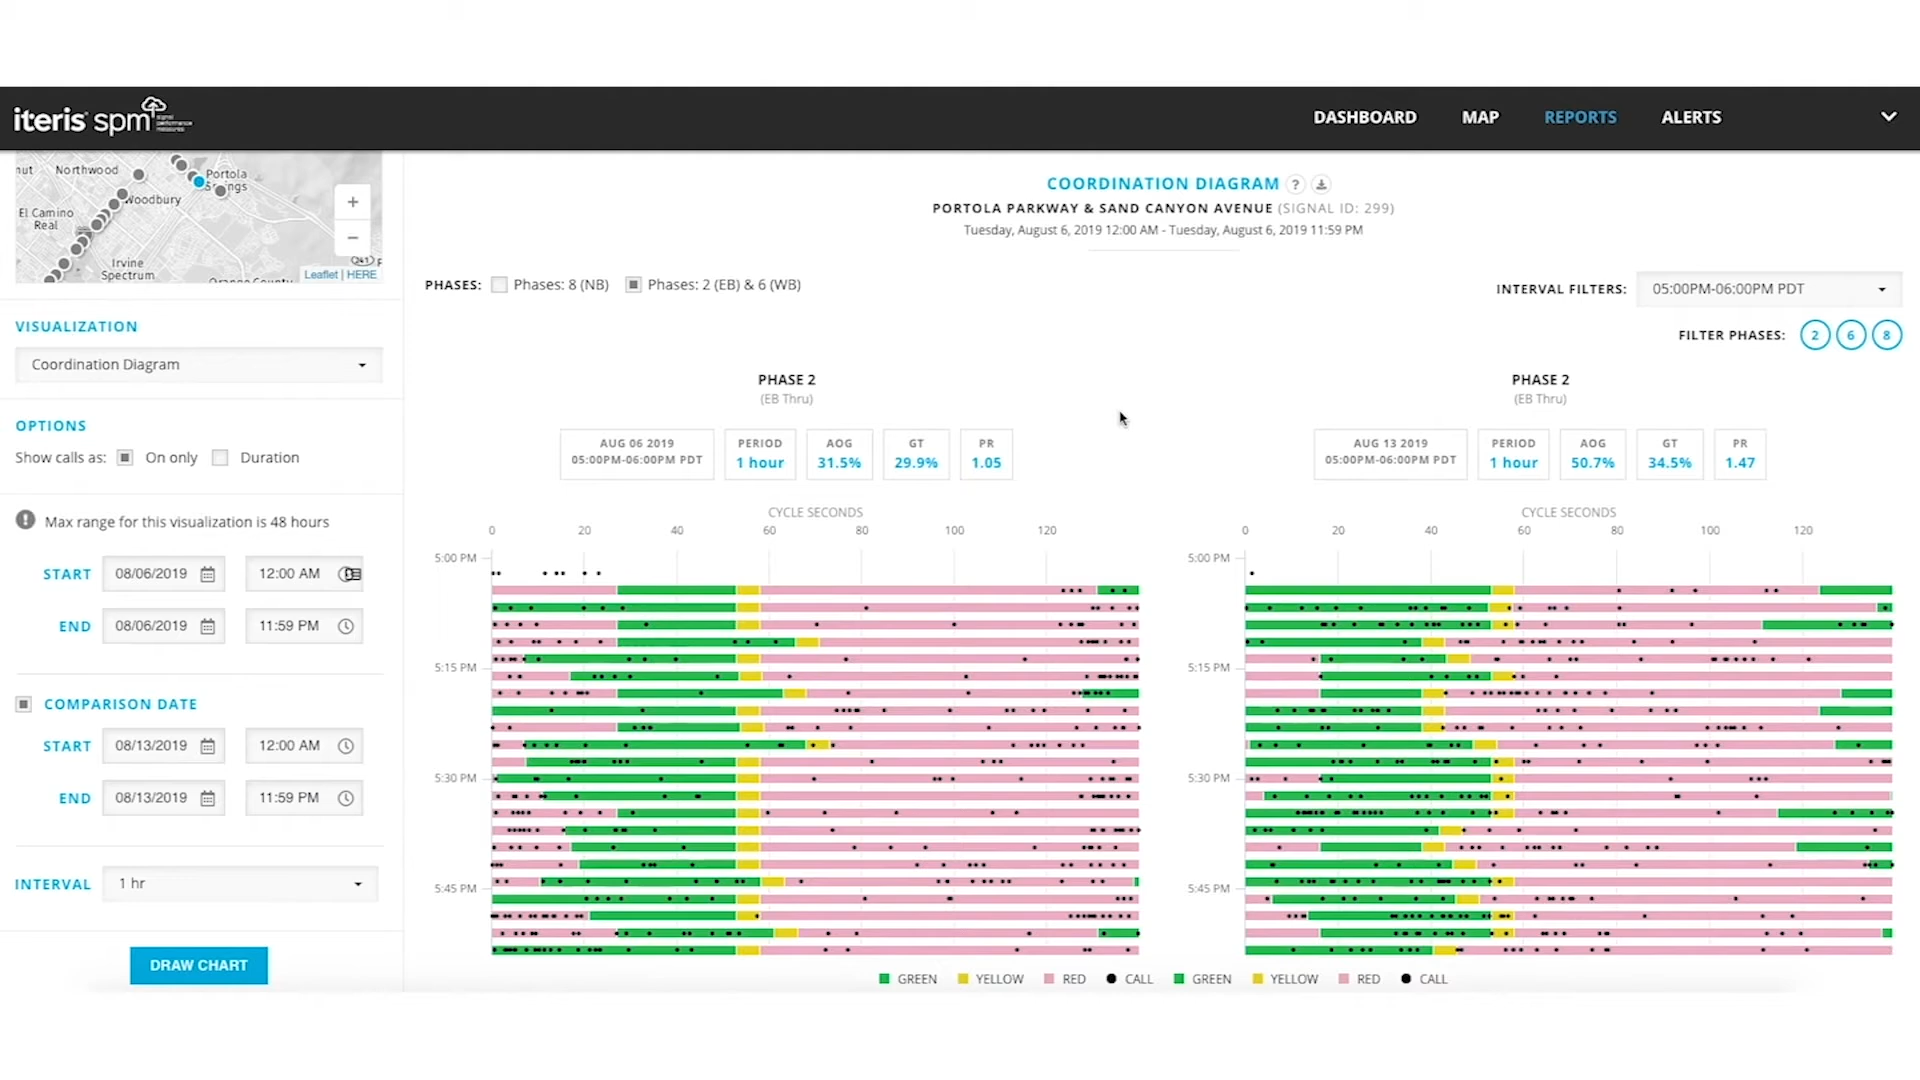 iteris spm
DASHBOARD MAP REPORTS ALERTS
Northwood
Portola
Springs
Woodbury
El Camino
Real
Irvine
Spectrum
Leaflet | HERE
VISUALIZATION
Coordination Diagram
OPTIONS
Show calls as: On only Duration
Max range for this visualization is 48 hours
START 08/06/2019 12:00 AM
END 08/06/2019 11:59 PM
COMPARISON DATE
START 08/13/2019 12:00 AM
END 08/13/2019 11:59 PM
INTERVAL 1 hr
DRAW CHART
COORDINATION DIAGRAM ?
PORTOLA PARKWAY & SAND CANYON AVENUE (SIGNAL ID: 299)
Tuesday, August 6, 2019 12:00 AM - Tuesday, August 6, 2019 11:59 PM
PHASES: Phases: 8 (NB) Phases: 2 (EB) & 6 (WB)
INTERVAL FILTERS: 05:00PM-06:00PM PDT
FILTER PHASES: 2 6 8
PHASE 2
(EB Thru)
AUG 06 2019 PERIOD AOG GT PR
05:00PM-06:00PM PDT 1 hour 31.5% 29.9% 1.05
CYCLE SECONDS
0 20 40 60 80 100 120
5:00 PM
5:15 PM
5:30 PM
5:45 PM
PHASE 2
(EB Thru)
AUG 13 2019 PERIOD AOG GT PR
05:00PM-06:00PM PDT 1 hour 50.7% 34.5% 1.47
CYCLE SECONDS
0 20 40 60 80 100 120
5:00 PM
5:15 PM
5:30 PM
5:45 PM
GREEN YELLOW RED CALL GREEN YELLOW RED CALL